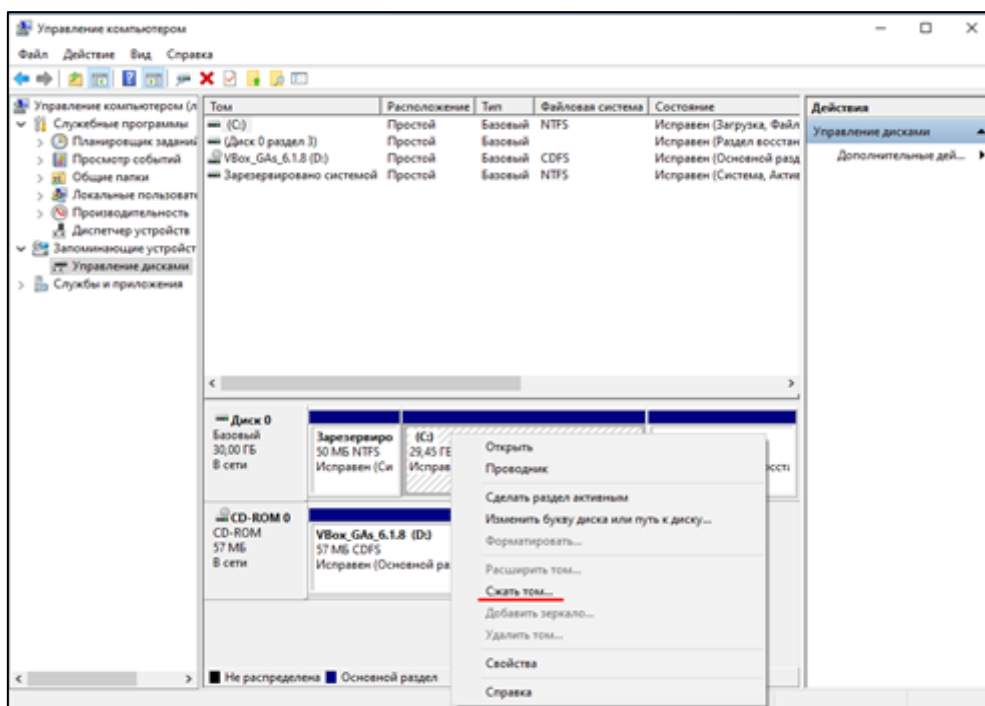 Управление компьютером
Файл Действие Вид Справка
Управление компьютером (л
Служебные программы
Планировщик заданий
Просмотр событий
Общие папки
Локальные пользовате
Производительность
Диспетчер устройств
Запоминающие устройст
Управление дисками
Службы и приложения
Том Расположение Тип Файловая система Состояние
(C:) Простой Базовый NTFS Исправен (Загрузка, Файл
(Диск 0 раздел 3) Простой Базовый Исправен (Раздел восстан
VBox_GAs_6.1.8 (D:) Простой Базовый CDFS Исправен (Основной разд
Зарезервировано системой Простой Базовый NTFS Исправен (Система, Актив
Действия
Управление дисками
Дополнительные дей...
Диск 0
Базовый
30,00 ГБ
В сети
Зарезервиро
50 МБ NTFS
Исправен (Си
(C:)
29,45 ГБ
Исправ
CD-ROM 0
CD-ROM
57 МБ
В сети
VBox_GAs_6.1.8 (D:)
57 МБ CDFS
Исправен (Основной ра
Открыть
Проводник
Сделать раздел активным
Изменить букву диска или путь к диску...
Форматировать...
Расширить том...
Сжать том...
Добавить зеркало...
Удалить том...
Свойства
Справка
Не распределена Основной раздел